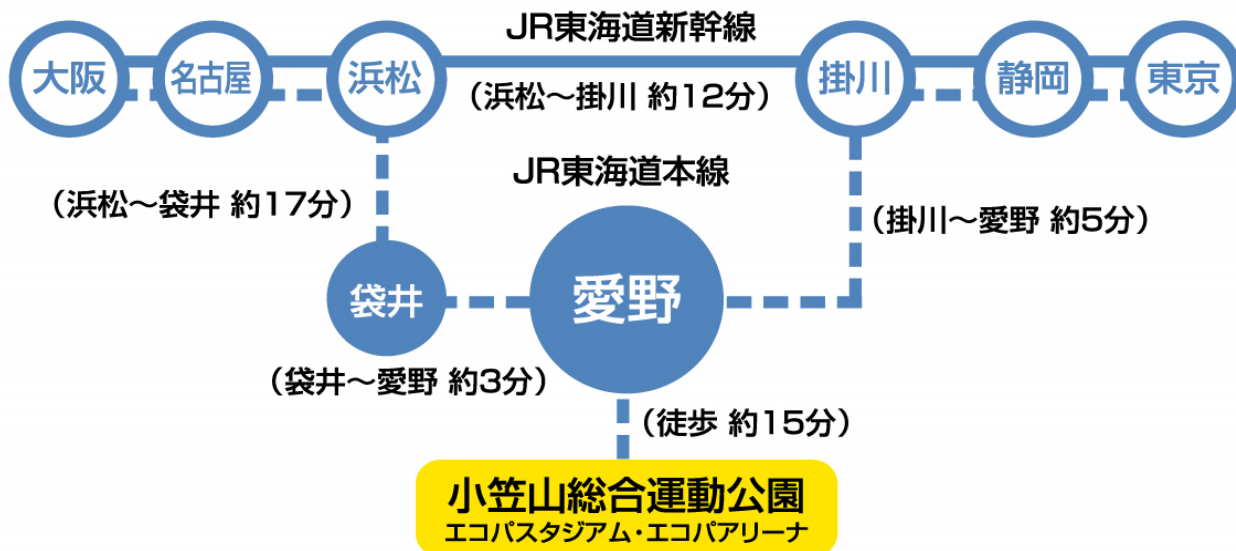 JR東海道新幹線
大阪
名古屋
浜松
掛川
静岡
東京
（浜松～掛川 約12分）
JR東海道本線
（浜松～袋井 約17分）
（掛川～愛野 約5分）
袋井
愛野
（袋井～愛野 約3分）
（徒歩 約15分）
小笠山総合運動公園
エコパスタジアム・エコパアリーナ